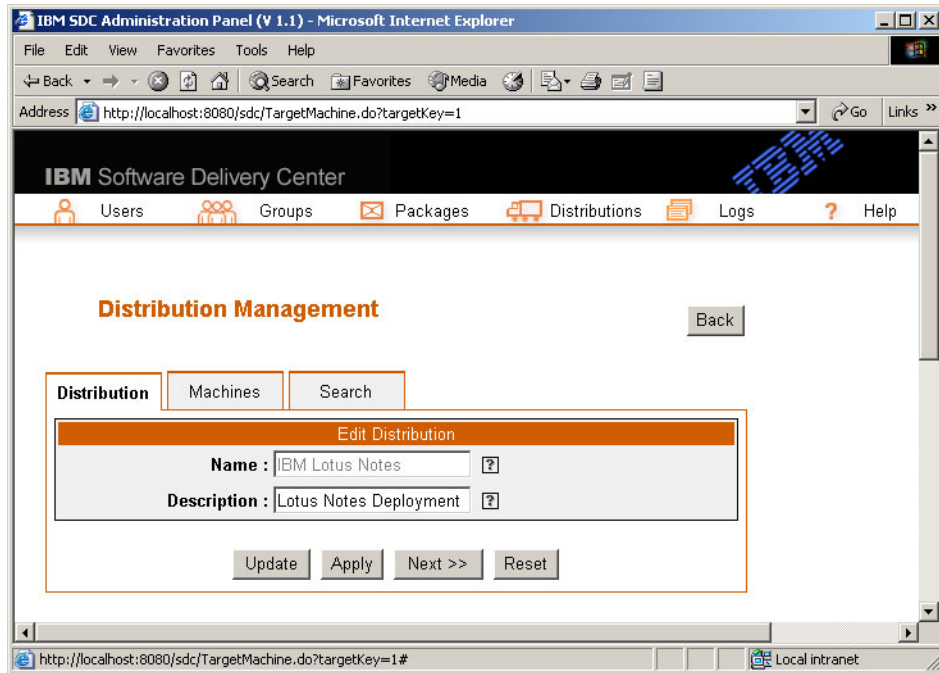 IBM SDC Administration Panel (V 1.1) - Microsoft Internet Explorer
File Edit View Favorites Tools Help
Back Search Favorites Media
Address http://localhost:8080/sdc/TargetMachine.do?targetKey=1 Go Links »
IBM Software Delivery Center IBM
Users Groups Packages Distributions Logs ? Help
Distribution Management
Back
Distribution Machines Search
Edit Distribution
Name : IBM Lotus Notes ?
Description : Lotus Notes Deployment ?
Update Apply Next >> Reset
http://localhost:8080/sdc/TargetMachine.do?targetKey=1# Local intranet